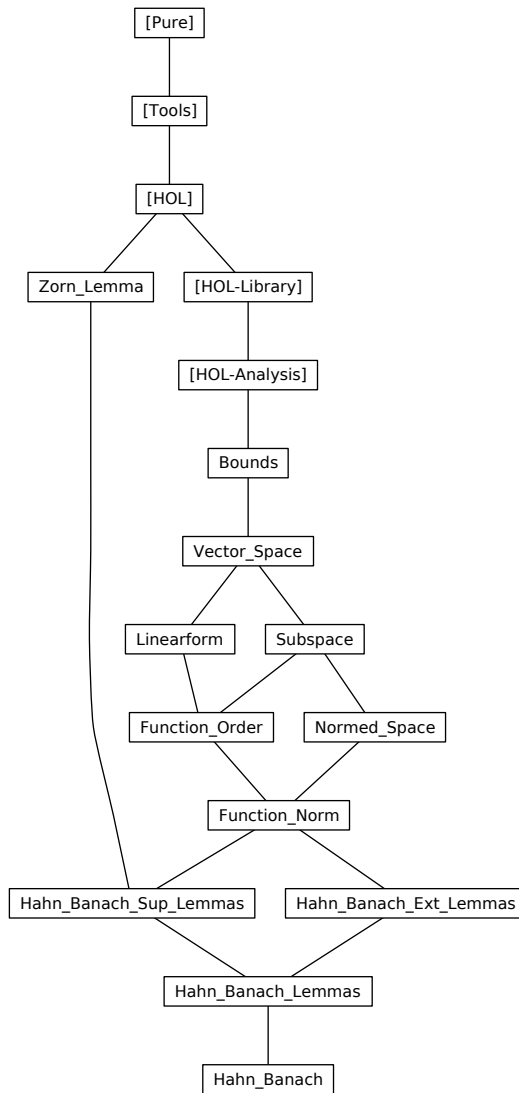 [Pure]
[Tools]
[HOL]
Zorn_Lemma
[HOL-Library]
[HOL-Analysis]
Bounds
Vector_Space
Linearform
Subspace
Function_Order
Normed_Space
Function_Norm
Hahn_Banach_Sup_Lemmas
Hahn_Banach_Ext_Lemmas
Hahn_Banach_Lemmas
Hahn_Banach